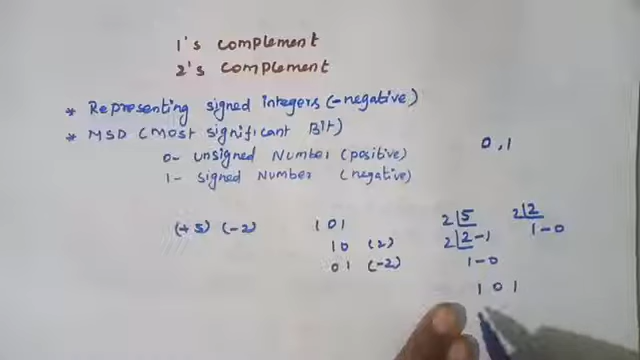 1's complement
2's complement
* Representing signed integers (-negative)
* MSD (Most significant Bit)
0- unsigned Number (positive)
1- signed Number (negative)
0,1
(+5) (-2)
101
10 (2)
01 (-2)
2|5
2|2-1
1-0
101
2|2
1-0